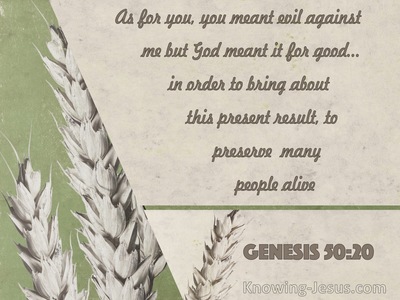 As for you, you meant evil against
me but God meant it for good...
in order to bring about
this present result, to
preserve many
people alive
GENESIS 50:20
Knowing-Jesus.com